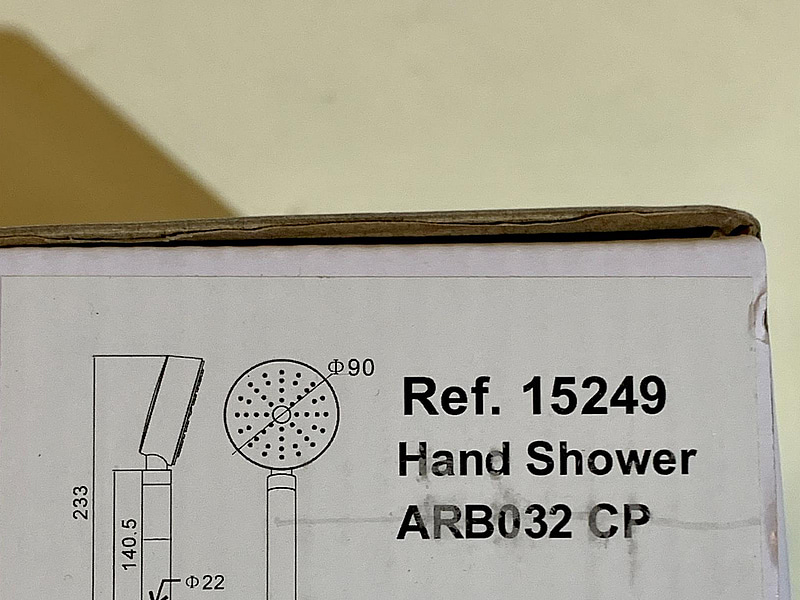 Φ90
Ref. 15249
Hand Shower
ARB032 CP
233
140.5
Φ22